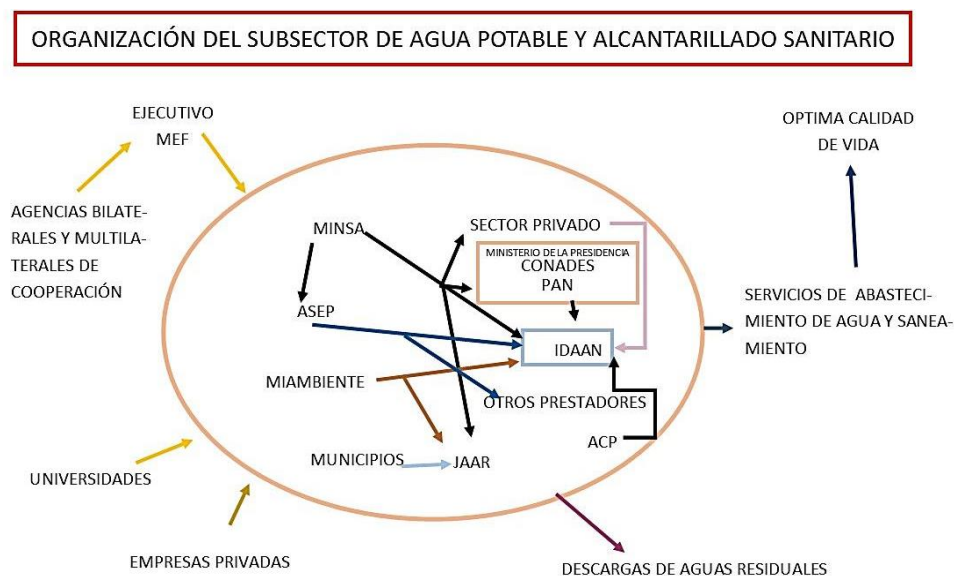 ORGANIZACIÓN DEL SUBSECTOR DE AGUA POTABLE Y ALCANTARILLADO SANITARIO
EJECUTIVO
MEF
OPTIMA CALIDAD
DE VIDA
AGENCIAS BILATE-
RALES Y MULTILA-
TERALES DE
COOPERACIÓN
MINSA
SECTOR PRIVADO
MINISTERIO DE LA PRESIDENCIA
CONADES
PAN
ASEP
SERVICIOS DE ABASTECI-
MIENTO DE AGUA Y SANEA-
MIENTO
IDAAN
MIAMBIENTE
OTROS PRESTADORES
ACP
MUNICIPIOS
JAAR
UNIVERSIDADES
EMPRESAS PRIVADAS
DESCARGAS DE AGUAS RESIDUALES